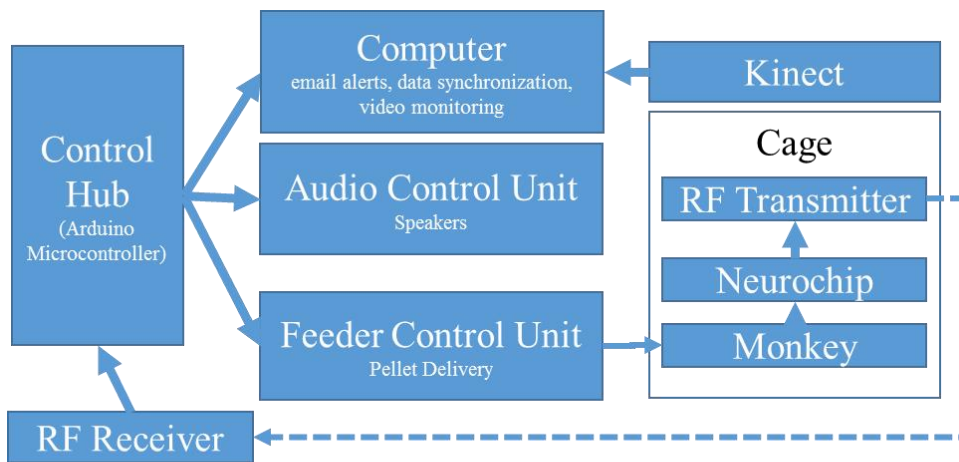 Control
Hub
(Arduino
Microcontroller)
Computer
email alerts, data synchronization,
video monitoring
Audio Control Unit
Speakers
Feeder Control Unit
Pellet Delivery
Kinect
Cage
RF Transmitter
Neurochip
Monkey
RF Receiver